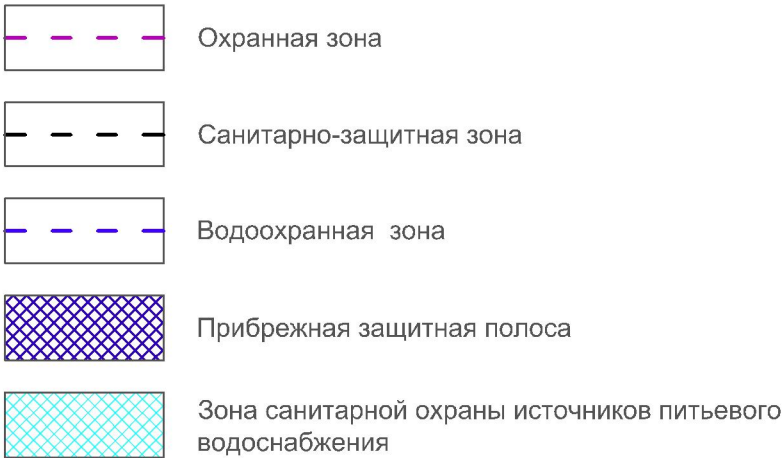 Охранная зона
Санитарно-защитная зона
Водоохранная зона
Прибрежная защитная полоса
Зона санитарной охраны источников питьевого
водоснабжения